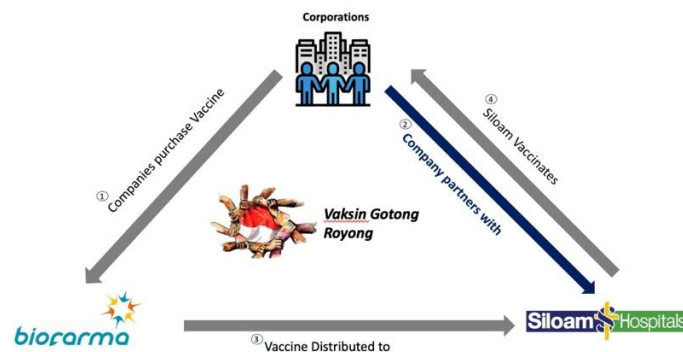 Corporations
① Companies purchase Vaccine
② Company partners with
④ Siloam Vaccinates
Vaksin Gotong
Royong
biofarma
Siloam Hospitals
③ Vaccine Distributed to